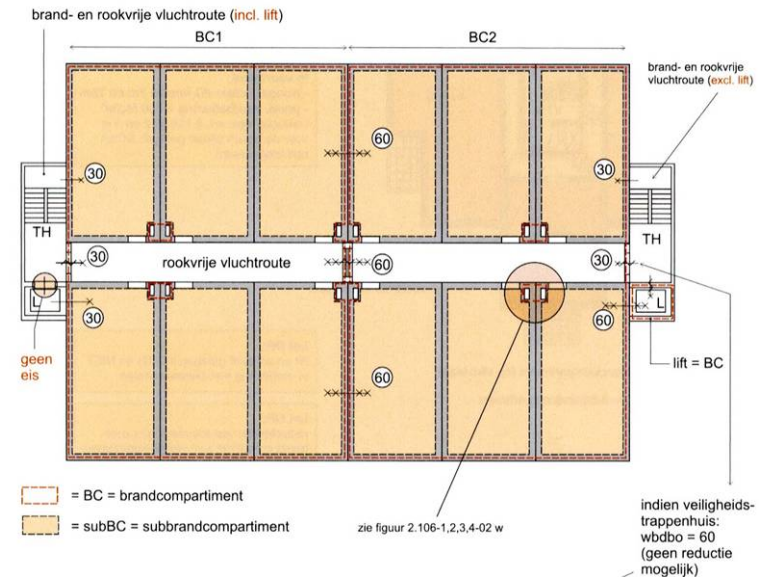 brand- en rookvrije vluchtroute (incl. lift)
BC1
BC2
brand- en rookvrije
vluchtroute (excl. lift)
60
30
30
TH
30
rookvrije vluchtroute
60
30
TH
L
30
60
L
geen
eis
60
lift = BC
= BC = brandcompartiment
= subBC = subbrandcompartiment
zie figuur 2.106-1,2,3,4-02 w
indien veiligheids-
trappenhuis:
wbdbo = 60
(geen reductie
mogelijk)